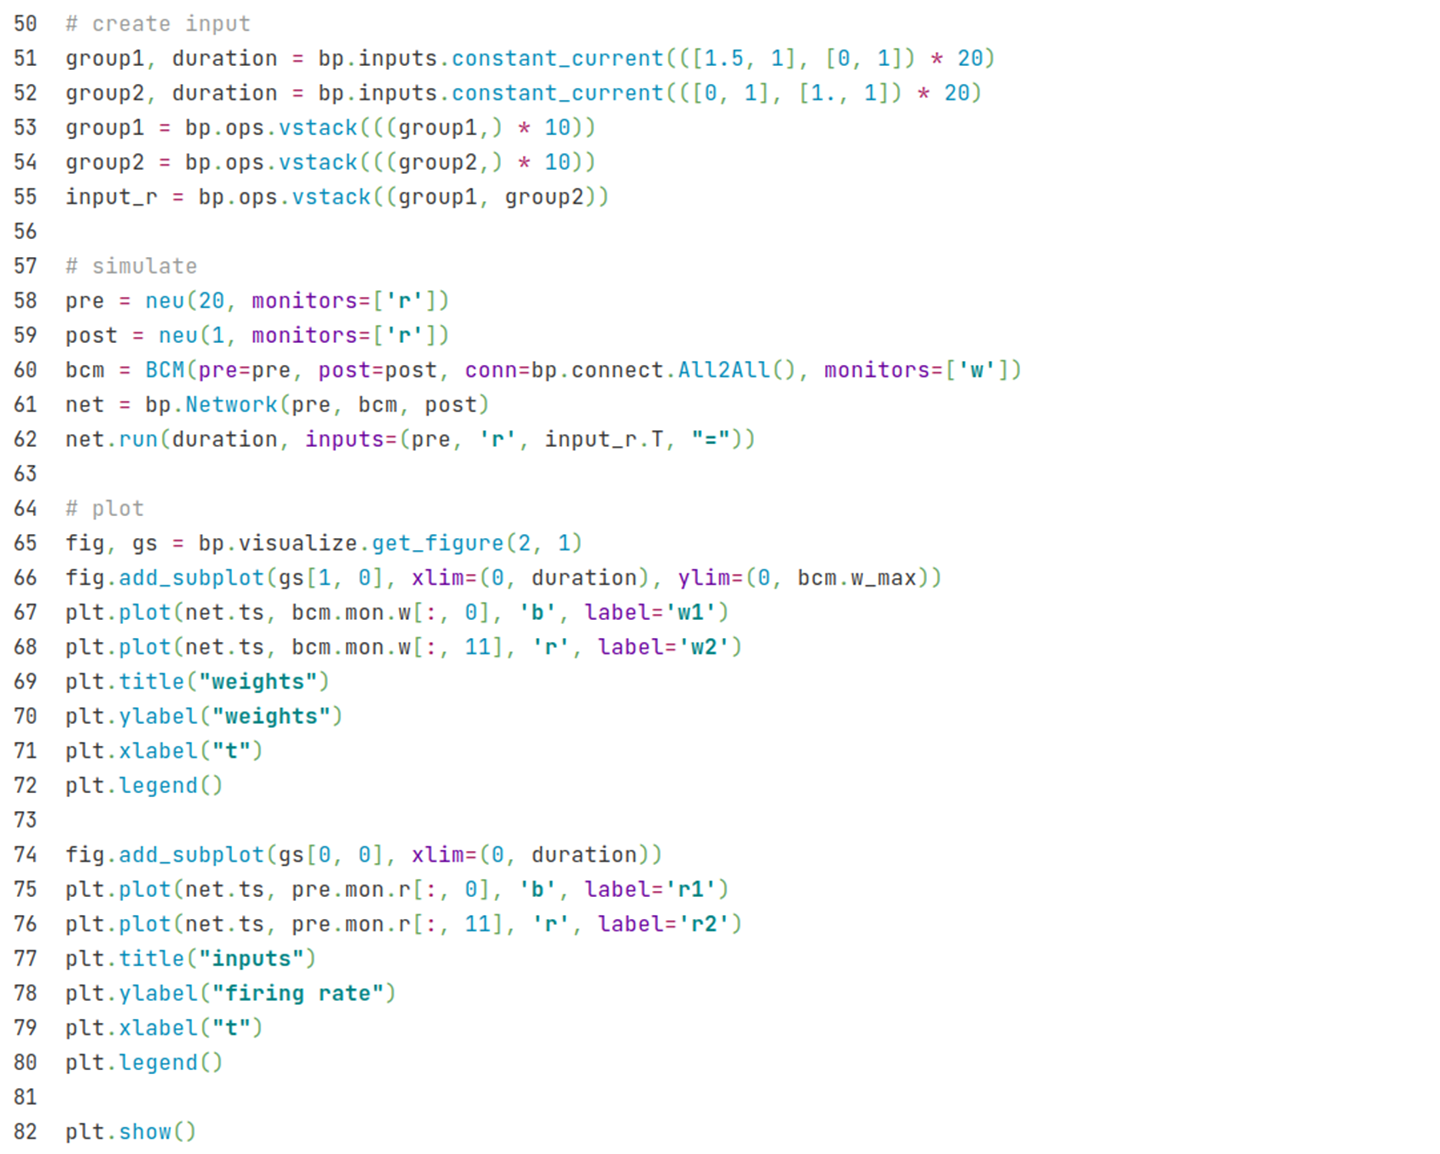 50 # create input
51 group1, duration = bp.inputs.constant_current(([1.5, 1], [0, 1]) * 20)
52 group2, duration = bp.inputs.constant_current(([0, 1], [1., 1]) * 20)
53 group1 = bp.ops.vstack(((group1,) * 10))
54 group2 = bp.ops.vstack(((group2,) * 10))
55 input_r = bp.ops.vstack((group1, group2))
56
57 # simulate
58 pre = neu(20, monitors=['r'])
59 post = neu(1, monitors=['r'])
60 bcm = BCM(pre=pre, post=post, conn=bp.connect.All2All(), monitors=['w'])
61 net = bp.Network(pre, bcm, post)
62 net.run(duration, inputs=(pre, 'r', input_r.T, "="))
63
64 # plot
65 fig, gs = bp.visualize.get_figure(2, 1)
66 fig.add_subplot(gs[1, 0], xlim=(0, duration), ylim=(0, bcm.w_max))
67 plt.plot(net.ts, bcm.mon.w[:, 0], 'b', label='w1')
68 plt.plot(net.ts, bcm.mon.w[:, 11], 'r', label='w2')
69 plt.title("weights")
70 plt.ylabel("weights")
71 plt.xlabel("t")
72 plt.legend()
73
74 fig.add_subplot(gs[0, 0], xlim=(0, duration))
75 plt.plot(net.ts, pre.mon.r[:, 0], 'b', label='r1')
76 plt.plot(net.ts, pre.mon.r[:, 11], 'r', label='r2')
77 plt.title("inputs")
78 plt.ylabel("firing rate")
79 plt.xlabel("t")
80 plt.legend()
81
82 plt.show()